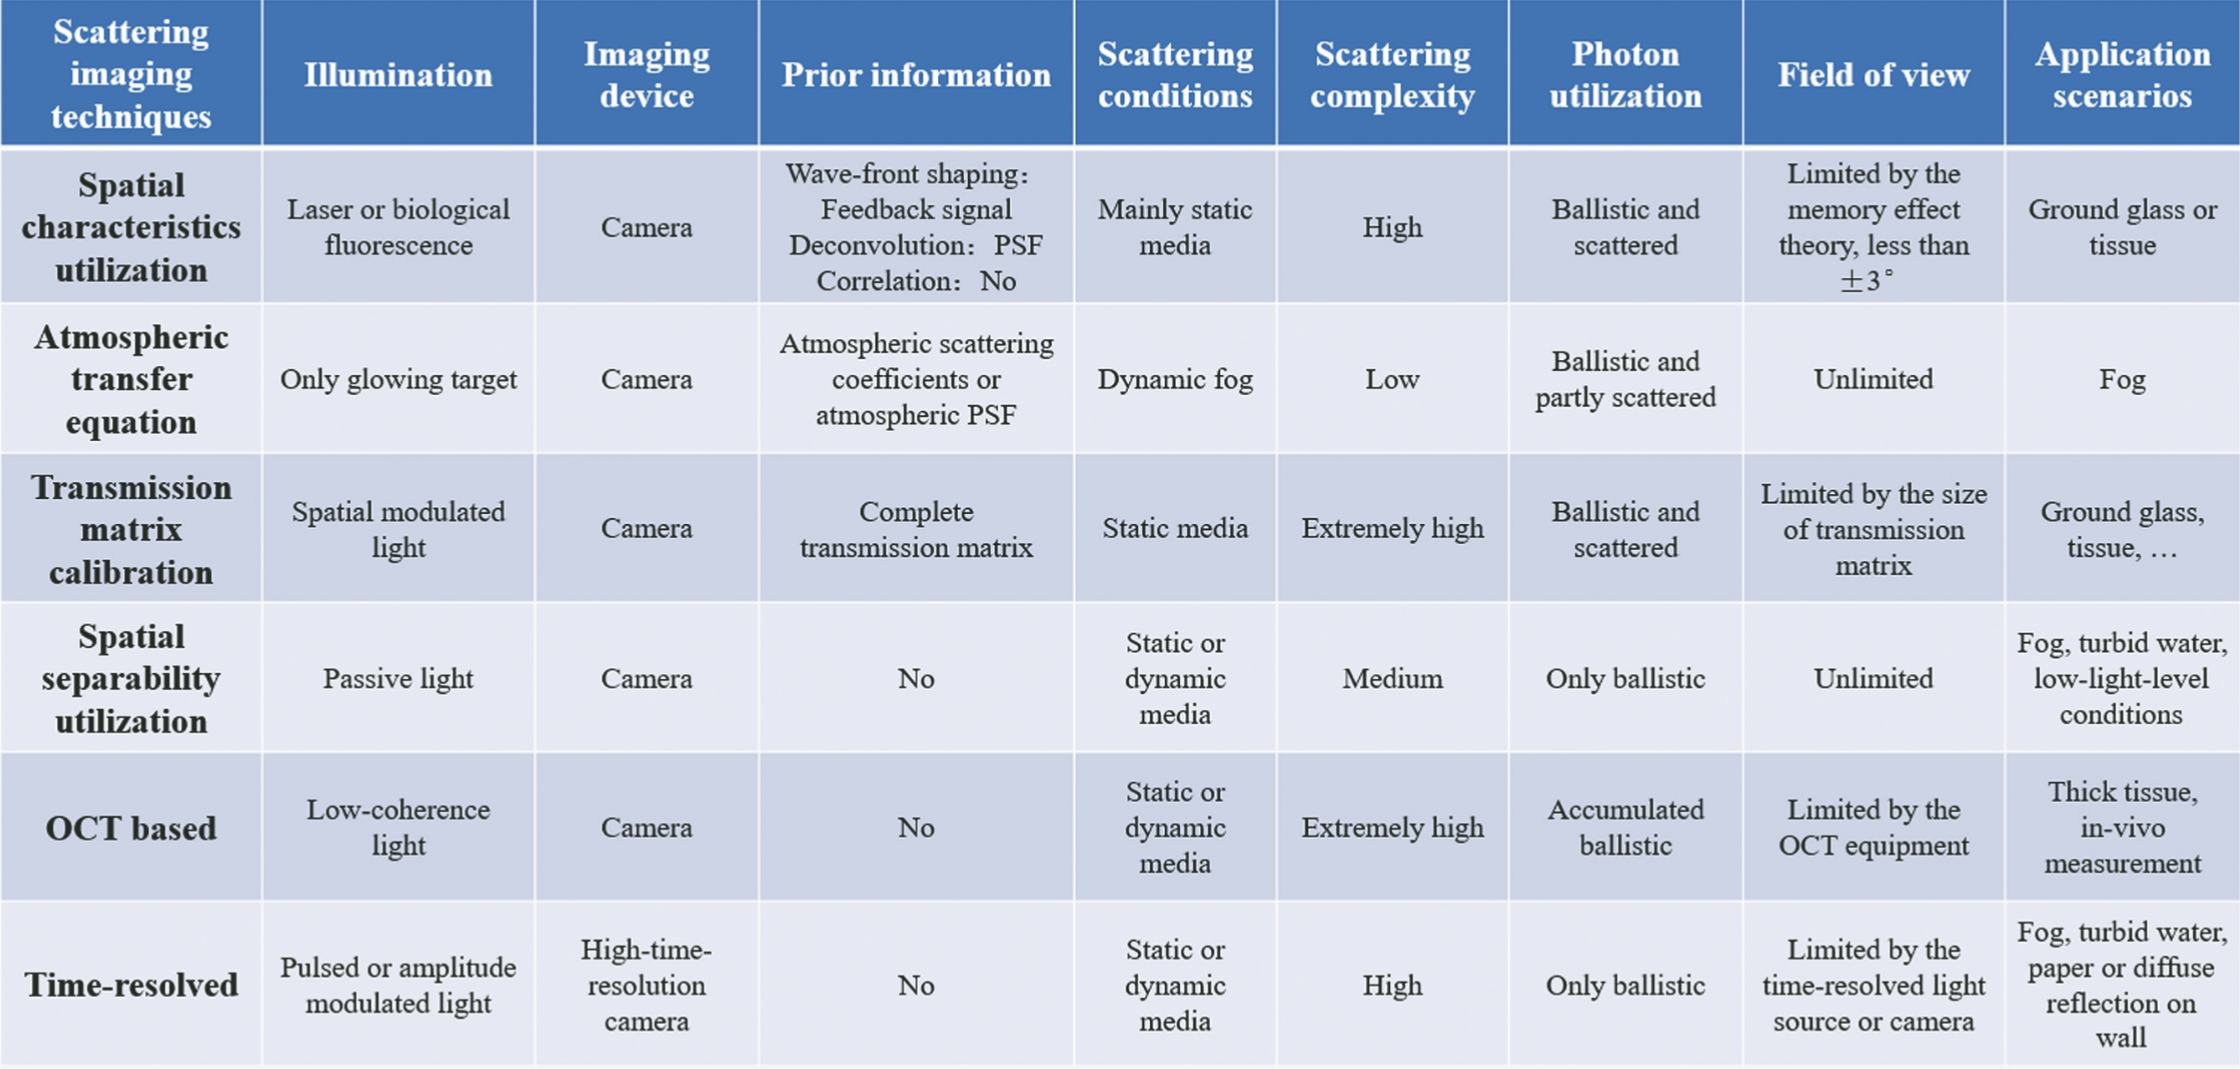 Scattering
imaging
techniques
Illumination
Imaging
device
Prior information
Scattering
conditions
Scattering
complexity
Photon
utilization
Field of view
Application
scenarios
Spatial
characteristics
utilization
Laser or biological
fluorescence
Camera
Wave-front shaping:
Feedback signal
Deconvolution: PSF
Correlation: No
Mainly static
media
High
Ballistic and
scattered
Limited by the
memory effect
theory, less than
±3°
Ground glass or
tissue
Atmospheric
transfer
equation
Only glowing target
Camera
Atmospheric scattering
coefficients or
atmospheric PSF
Dynamic fog
Low
Ballistic and
partly scattered
Unlimited
Fog
Transmission
matrix
calibration
Spatial modulated
light
Camera
Complete
transmission matrix
Static media
Extremely high
Ballistic and
scattered
Limited by the size
of transmission
matrix
Ground glass,
tissue, …
Spatial
separability
utilization
Passive light
Camera
No
Static or
dynamic
media
Medium
Only ballistic
Unlimited
Fog, turbid water,
low-light-level
conditions
OCT based
Low-coherence
light
Camera
No
Static or
dynamic
media
Extremely high
Accumulated
ballistic
Limited by the
OCT equipment
Thick tissue,
in-vivo
measurement
Time-resolved
Pulsed or amplitude
modulated light
High-time-
resolution
camera
No
Static or
dynamic
media
High
Only ballistic
Limited by the
time-resolved light
source or camera
Fog, turbid water,
paper or diffuse
reflection on
wall